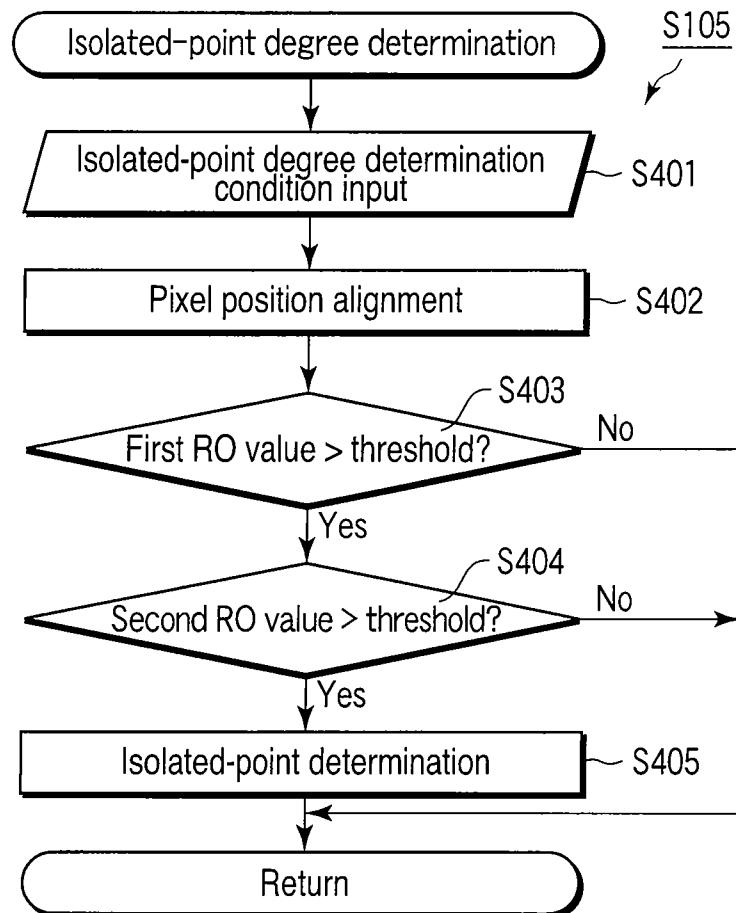 Isolated-point degree determination
S105
Isolated-point degree determination
condition input
S401
Pixel position alignment
S402
S403
First RO value > threshold?
No
Yes
S404
Second RO value > threshold?
No
Yes
Isolated-point determination
S405
Return